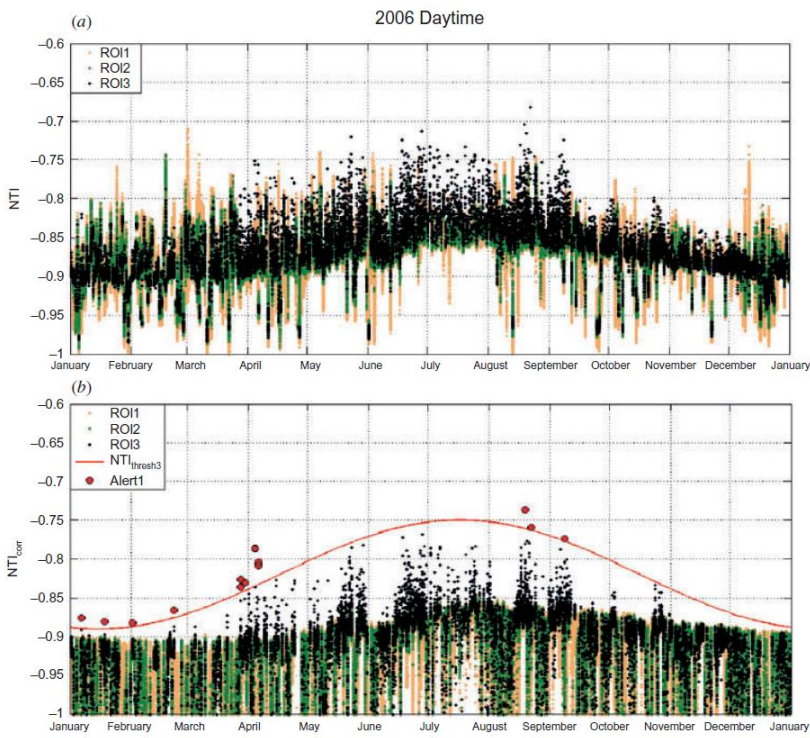 (a) 2006 Daytime
−0.6
ROI1
ROI2
ROI3
−0.65
−0.7
−0.75
−0.8
−0.85
−0.9
−0.95
−1
NTI
January February March April May June July August September October November December January
(b)
−0.6
ROI1
ROI2
ROI3
NTIthresh3
Alert1
−0.65
−0.7
−0.75
−0.8
−0.85
−0.9
−0.95
−1
NTIcorr
January February March April May June July August September October November December January